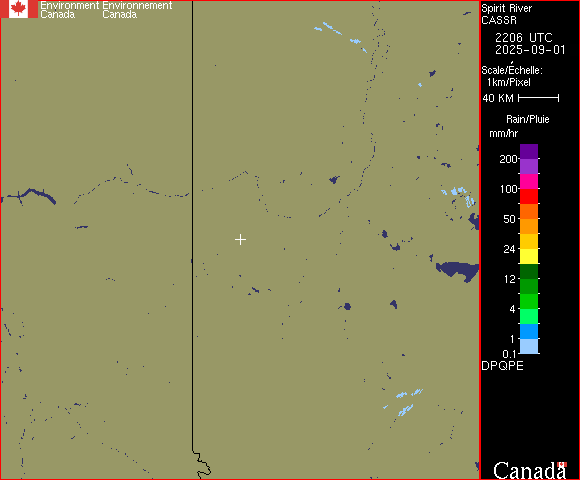 Environment Environnement
Canada Canada
Spirit River
CASSR
2206 UTC
2025-09-01
Scale/Échelle:
1km/Pixel
40 KM
Rain/Pluie
mm/hr
200
100
50
24
12
4
1
0.1
DPQPE
Canada